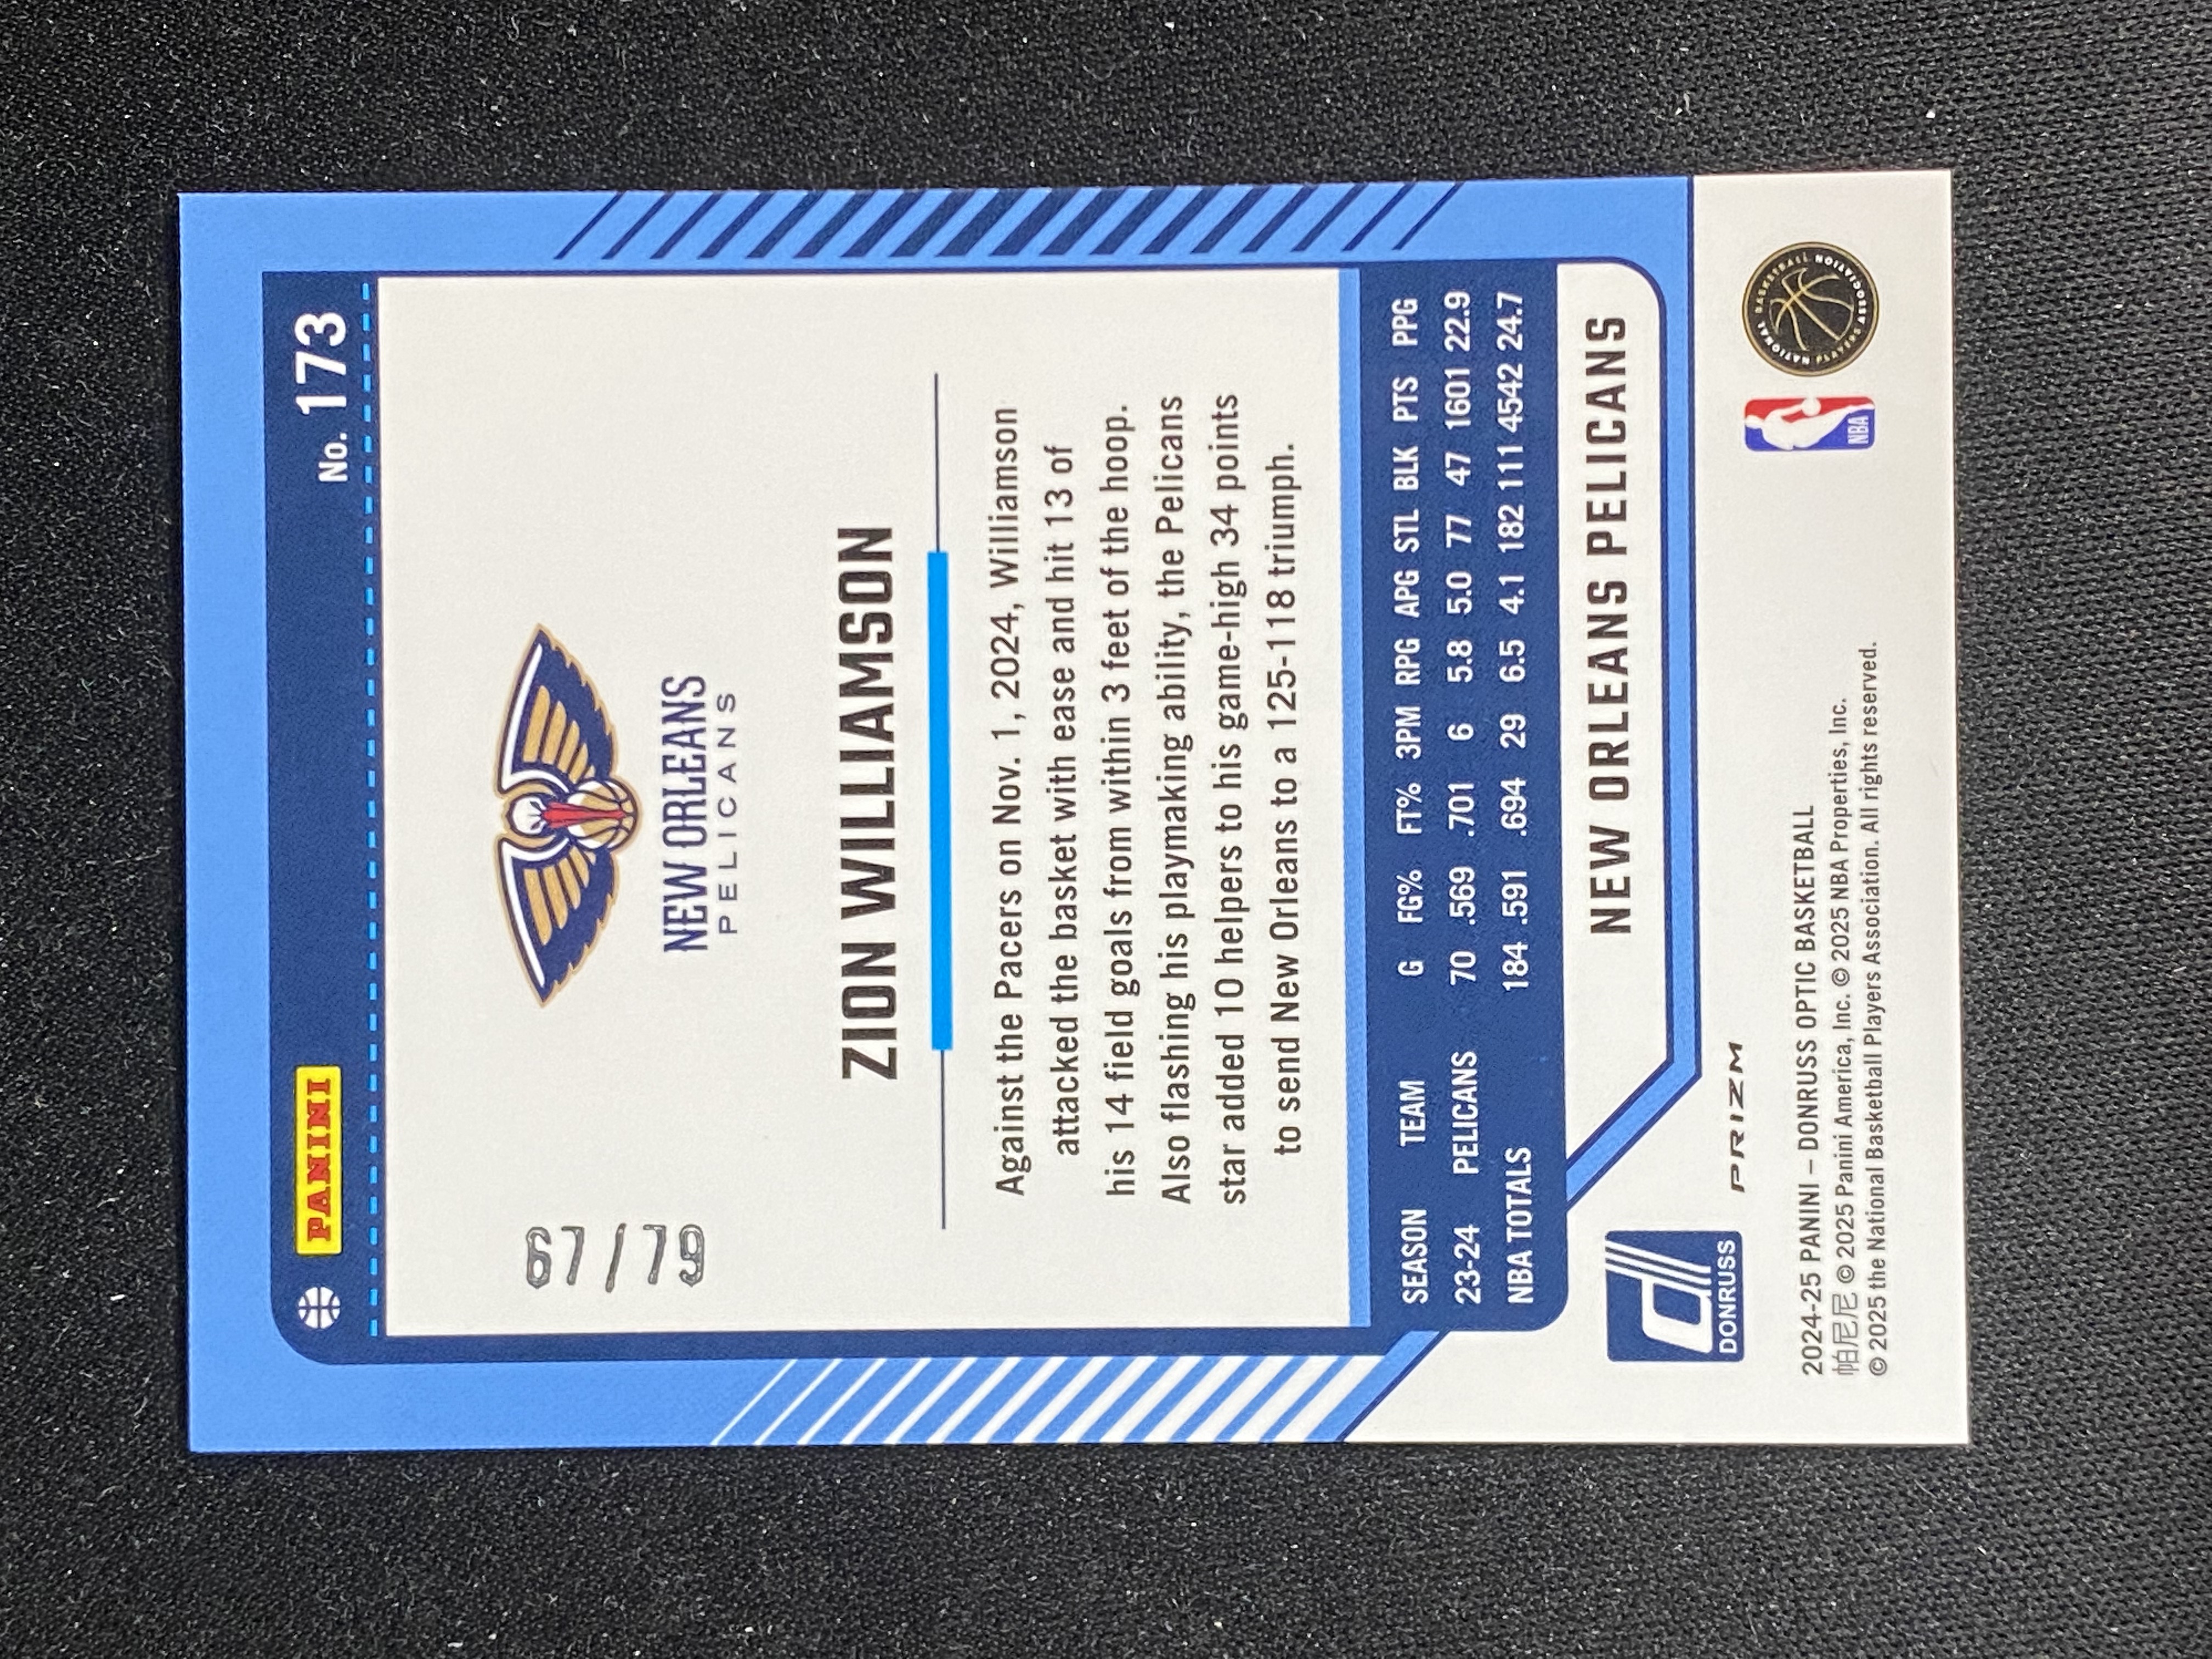 PANINI
No. 173
67/79
NEW ORLEANS
PELICANS
ZION WILLIAMSON
Against the Pacers on Nov. 1, 2024, Williamson
attacked the basket with ease and hit 13 of
his 14 field goals from within 3 feet of the hoop.
Also flashing his playmaking ability, the Pelicans
star added 10 helpers to his game-high 34 points
to send New Orleans to a 125-118 triumph.
SEASON TEAM G FG% FT% 3PM RPG APG STL BLK PTS PPG
23-24 PELICANS 70 .569 .701 6 5.8 5.0 77 47 1601 22.9
NBA TOTALS 184 .591 .694 29 6.5 4.1 182 111 4542 24.7
NEW ORLEANS PELICANS
DONRUSS
PRIZM
NBA
NATIONAL BASKETBALL PLAYERS ASSOCIATION
2024-25 PANINI – DONRUSS OPTIC BASKETBALL
帕尼尼 © 2025 Panini America, Inc. © 2025 NBA Properties, Inc.
© 2025 the National Basketball Players Association. All rights reserved.